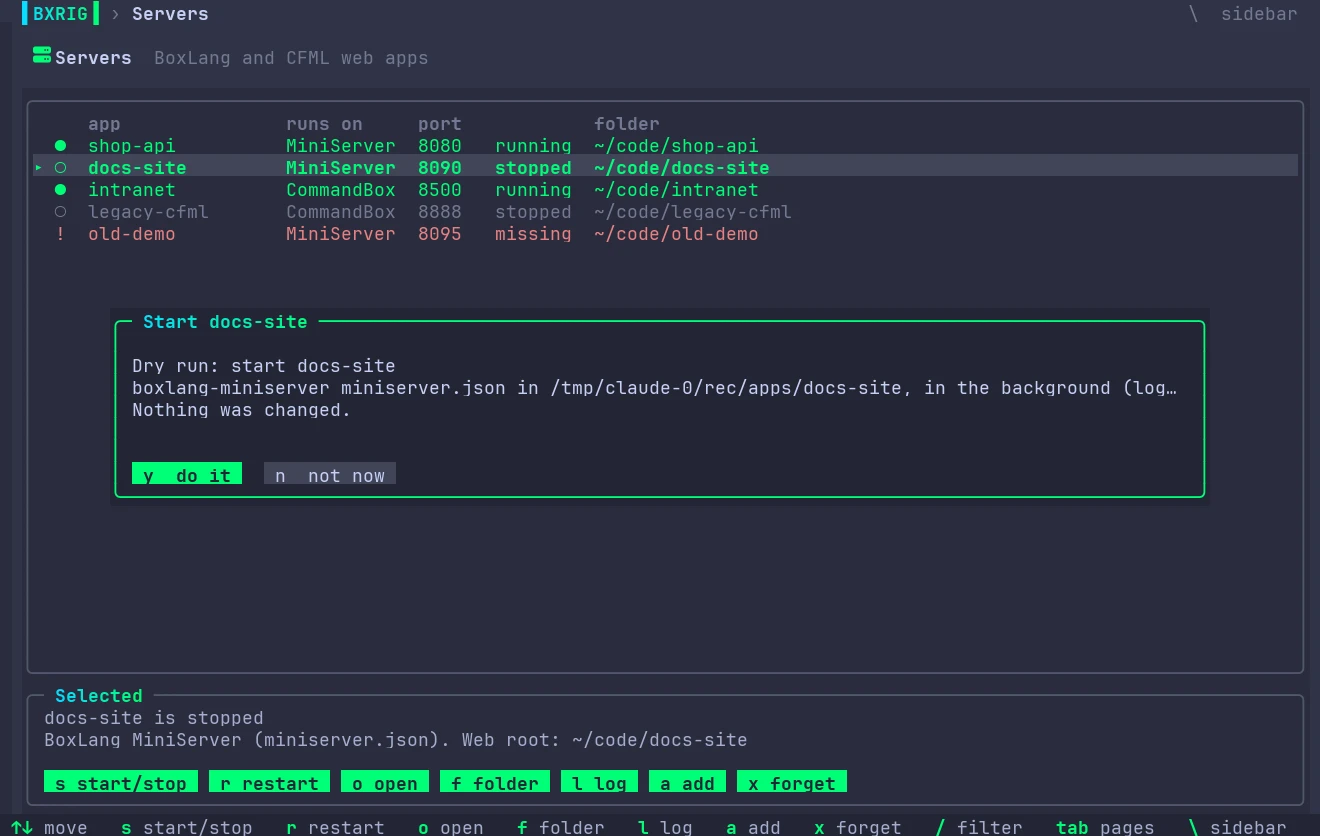 BXRIG › Servers \ sidebar
Servers BoxLang and CFML web apps
app runs on port folder
shop-api MiniServer 8080 running ~/code/shop-api
docs-site MiniServer 8090 stopped ~/code/docs-site
intranet CommandBox 8500 running ~/code/intranet
legacy-cfml CommandBox 8888 stopped ~/code/legacy-cfml
! old-demo MiniServer 8095 missing ~/code/old-demo
Start docs-site
Dry run: start docs-site
boxlang-miniserver miniserver.json in /tmp/claude-0/rec/apps/docs-site, in the background (log…
Nothing was changed.
y do it n not now
Selected
docs-site is stopped
BoxLang MiniServer (miniserver.json). Web root: ~/code/docs-site
s start/stop r restart o open f folder l log a add x forget
↑↓ move s start/stop r restart o open f folder l log a add x forget / filter tab pages \ sidebar